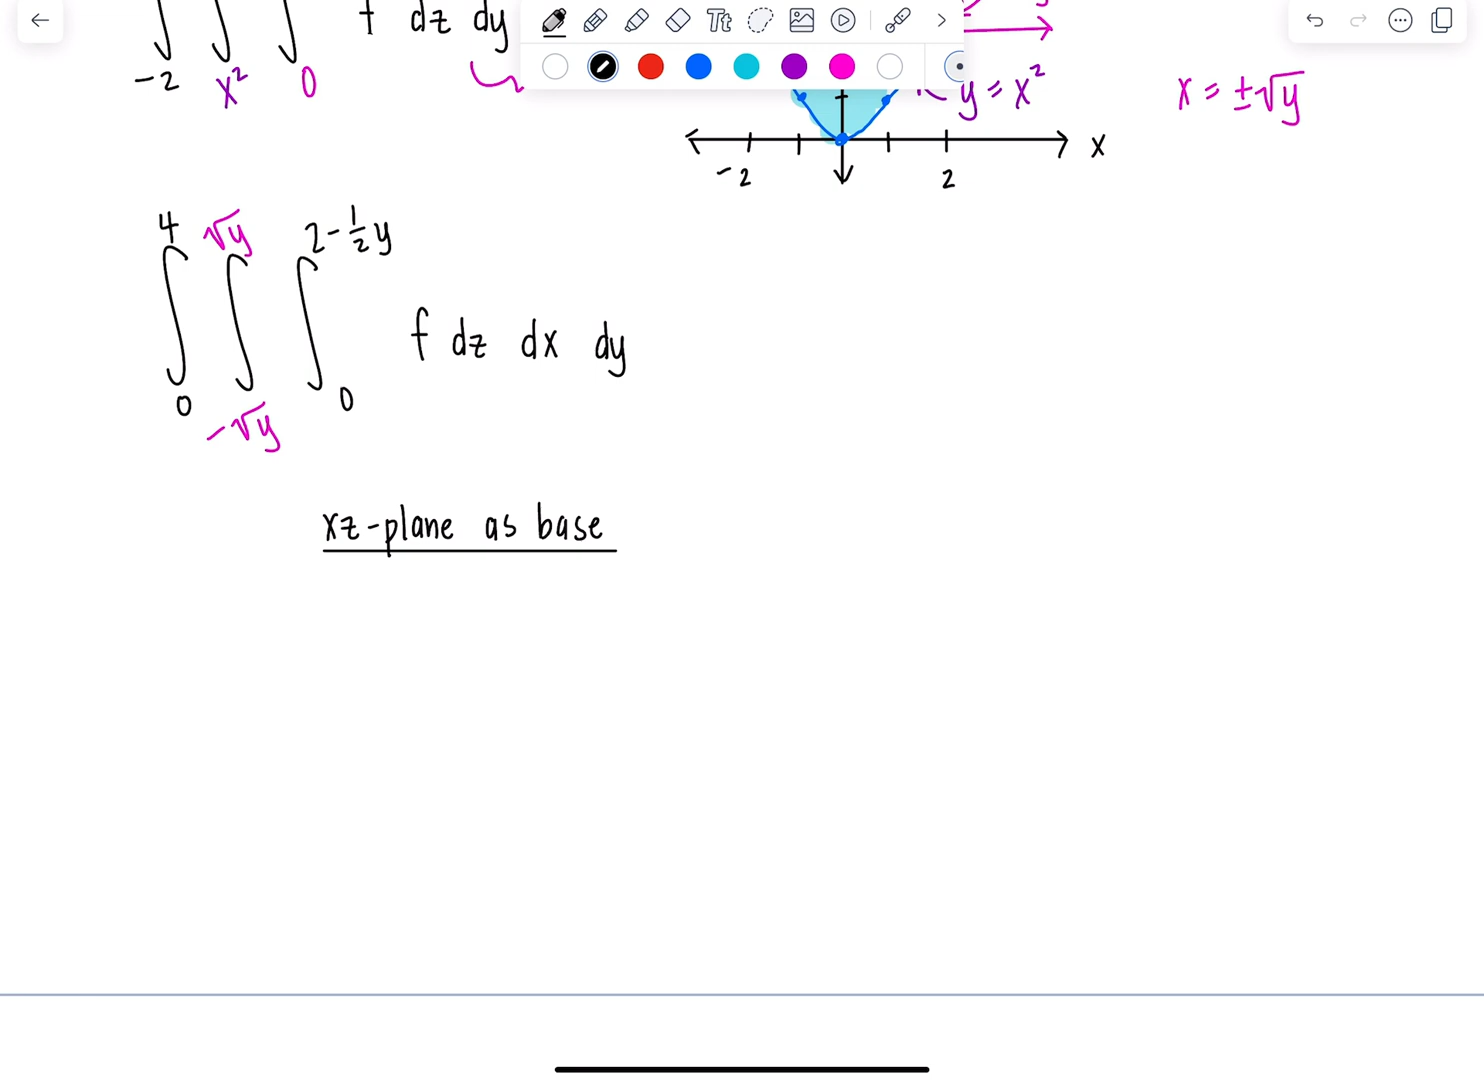 ∫ ∫ ∫ f dz dy
-2 x² 0
Tt
y = x²
x = ±√y
x
-2 2
4 √y 2 - ½y
∫ ∫ ∫ f dz dx dy
0 -√y 0
xz-plane as base